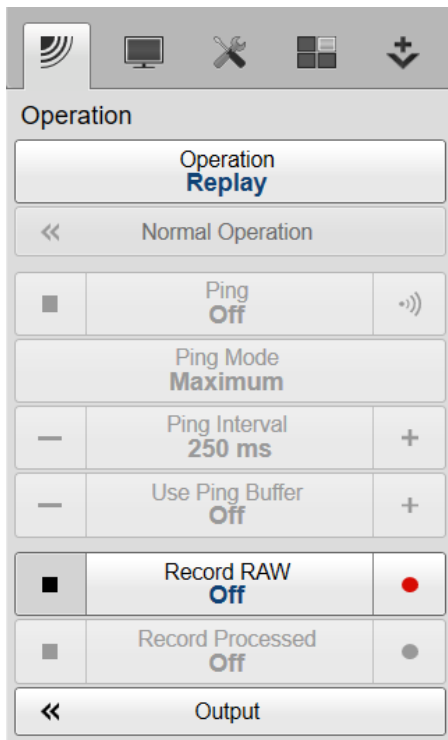 Operation
Operation
Replay
Normal Operation
Ping
Off
Ping Mode
Maximum
Ping Interval
250 ms
Use Ping Buffer
Off
Record RAW
Off
Record Processed
Off
Output